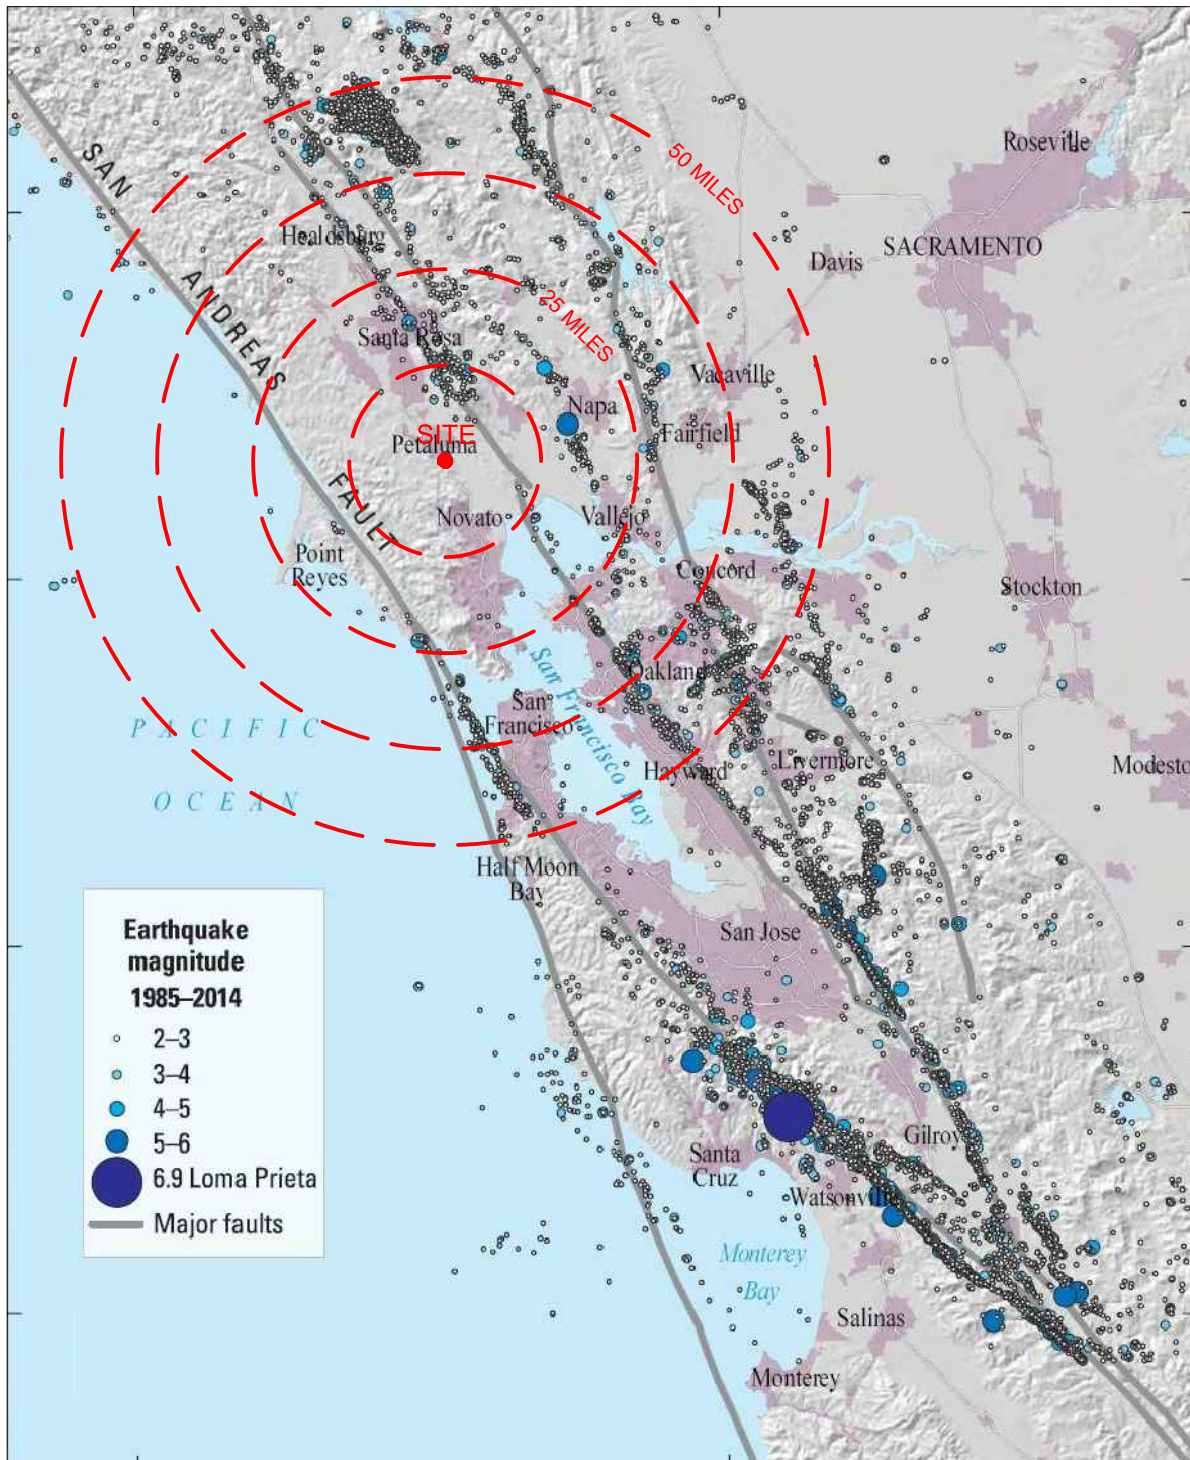 50 MILES
Roseville
SACRAMENTO
Davis
SAN
ANDREAS
FAULT
Healdsburg
25 MILES
Santa Rosa
Vacaville
Napa
Fairfield
SITE
Petaluma
Novato
Vallejo
Point
Reyes
Concord
Stockton
Oakland
San Francisco Bay
San
Francisco
PACIFIC
OCEAN
Hayward
Livermore
Modesto
Half Moon
Bay
San Jose
Earthquake
magnitude
1985–2014
2–3
3–4
4–5
5–6
6.9 Loma Prieta
Major faults
Gilroy
Santa
Cruz
Watsonville
Monterey
Bay
Salinas
Monterey